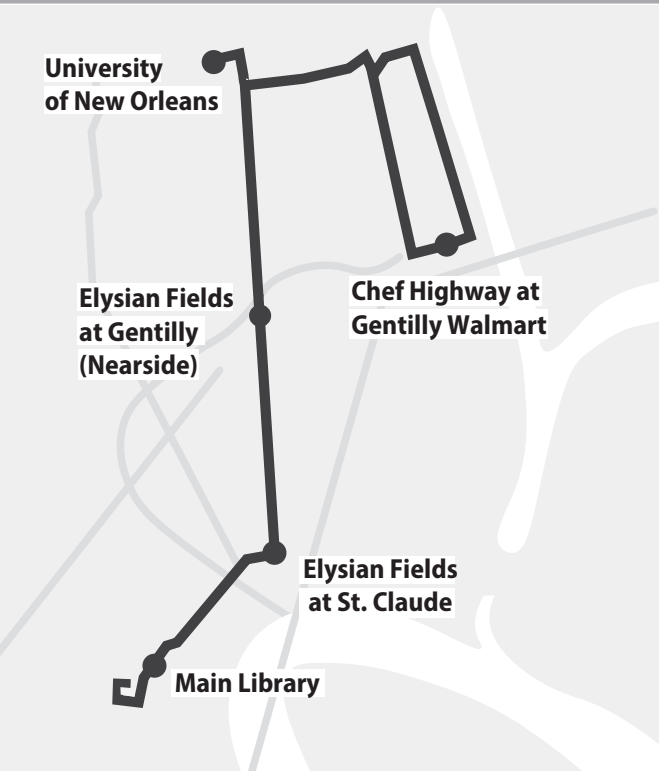 University
of New Orleans
Elysian Fields
at Gentilly
(Nearside)
Chef Highway at
Gentilly Walmart
Elysian Fields
at St. Claude
Main Library